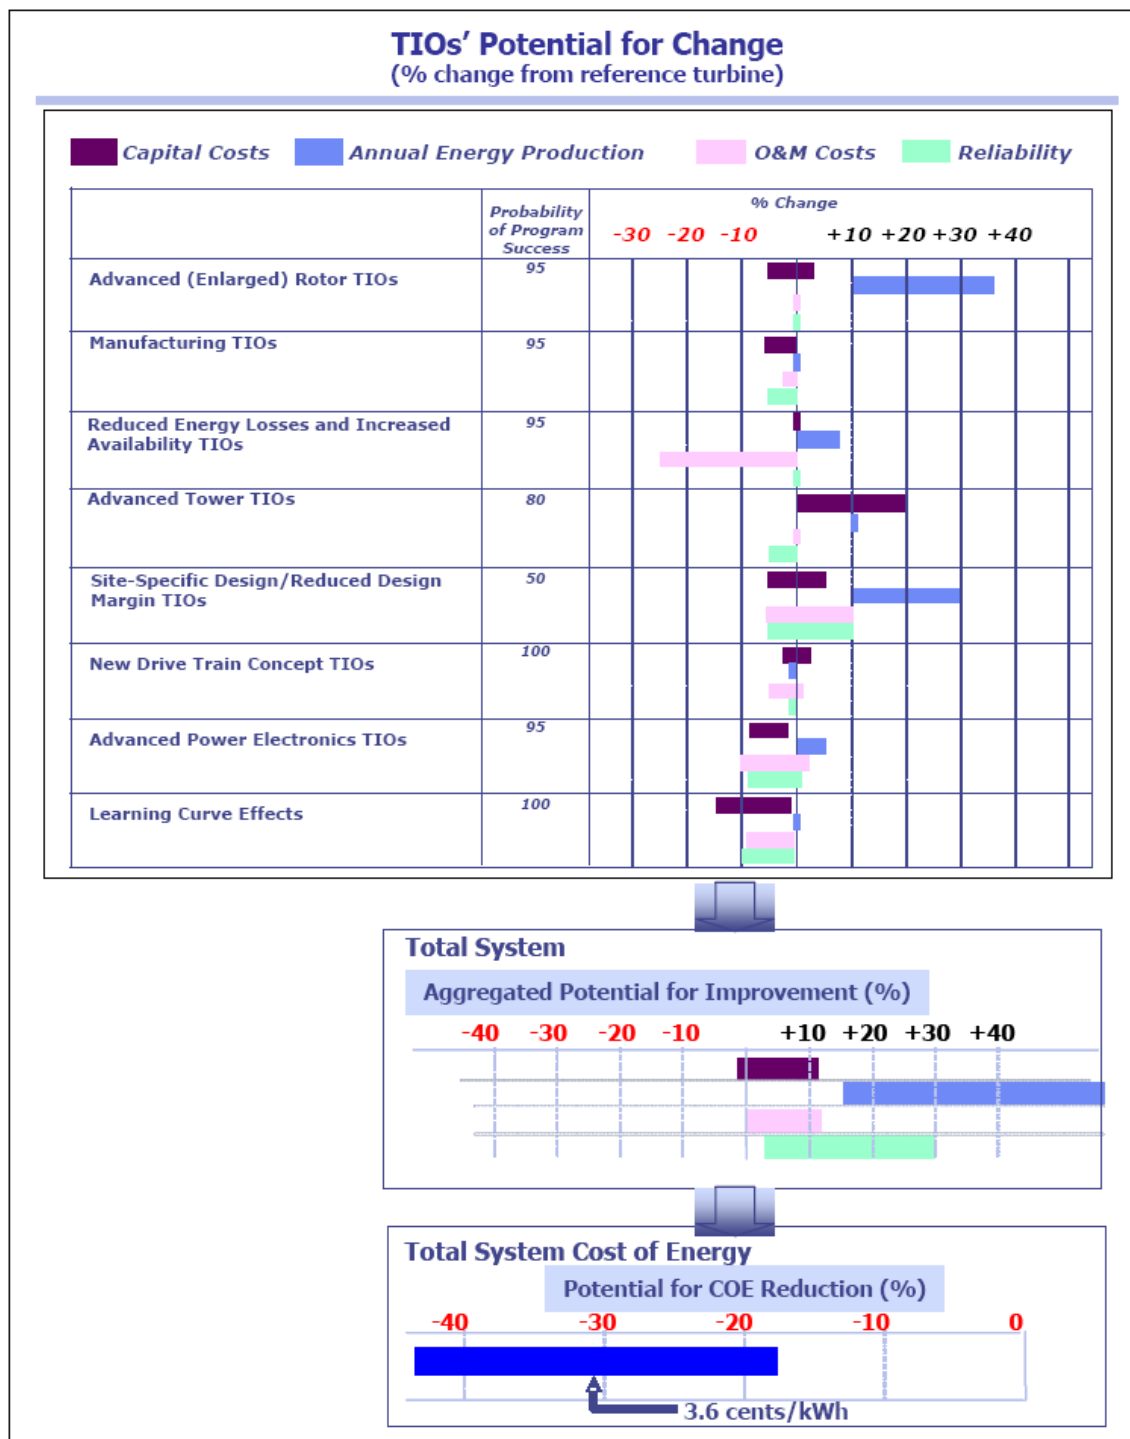 TIOs' Potential for Change
(% change from reference turbine)
Capital Costs
Annual Energy Production
O&M Costs
Reliability
Probability
of Program
Success
% Change
-30 -20 -10 +10 +20 +30 +40
Advanced (Enlarged) Rotor TIOs
95
Manufacturing TIOs
95
Reduced Energy Losses and Increased
Availability TIOs
95
Advanced Tower TIOs
80
Site-Specific Design/Reduced Design
Margin TIOs
50
New Drive Train Concept TIOs
100
Advanced Power Electronics TIOs
95
Learning Curve Effects
100
Total System
Aggregated Potential for Improvement (%)
-40 -30 -20 -10 +10 +20 +30 +40
Total System Cost of Energy
Potential for COE Reduction (%)
-40 -30 -20 -10 0
3.6 cents/kWh